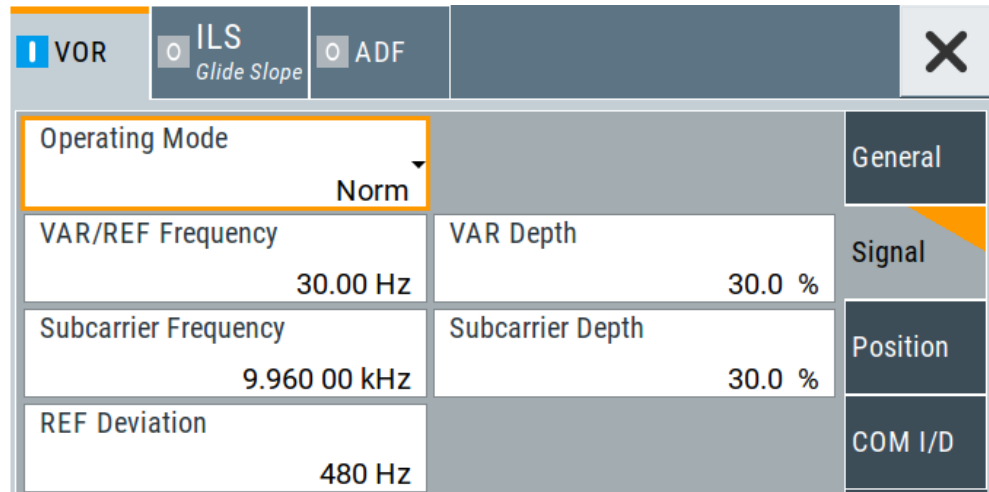 VOR
ILS
Glide Slope
ADF
Operating Mode
Norm
General
VAR/REF Frequency
30.00 Hz
VAR Depth
30.0 %
Signal
Subcarrier Frequency
9.960 00 kHz
Subcarrier Depth
30.0 %
Position
REF Deviation
480 Hz
COM I/D